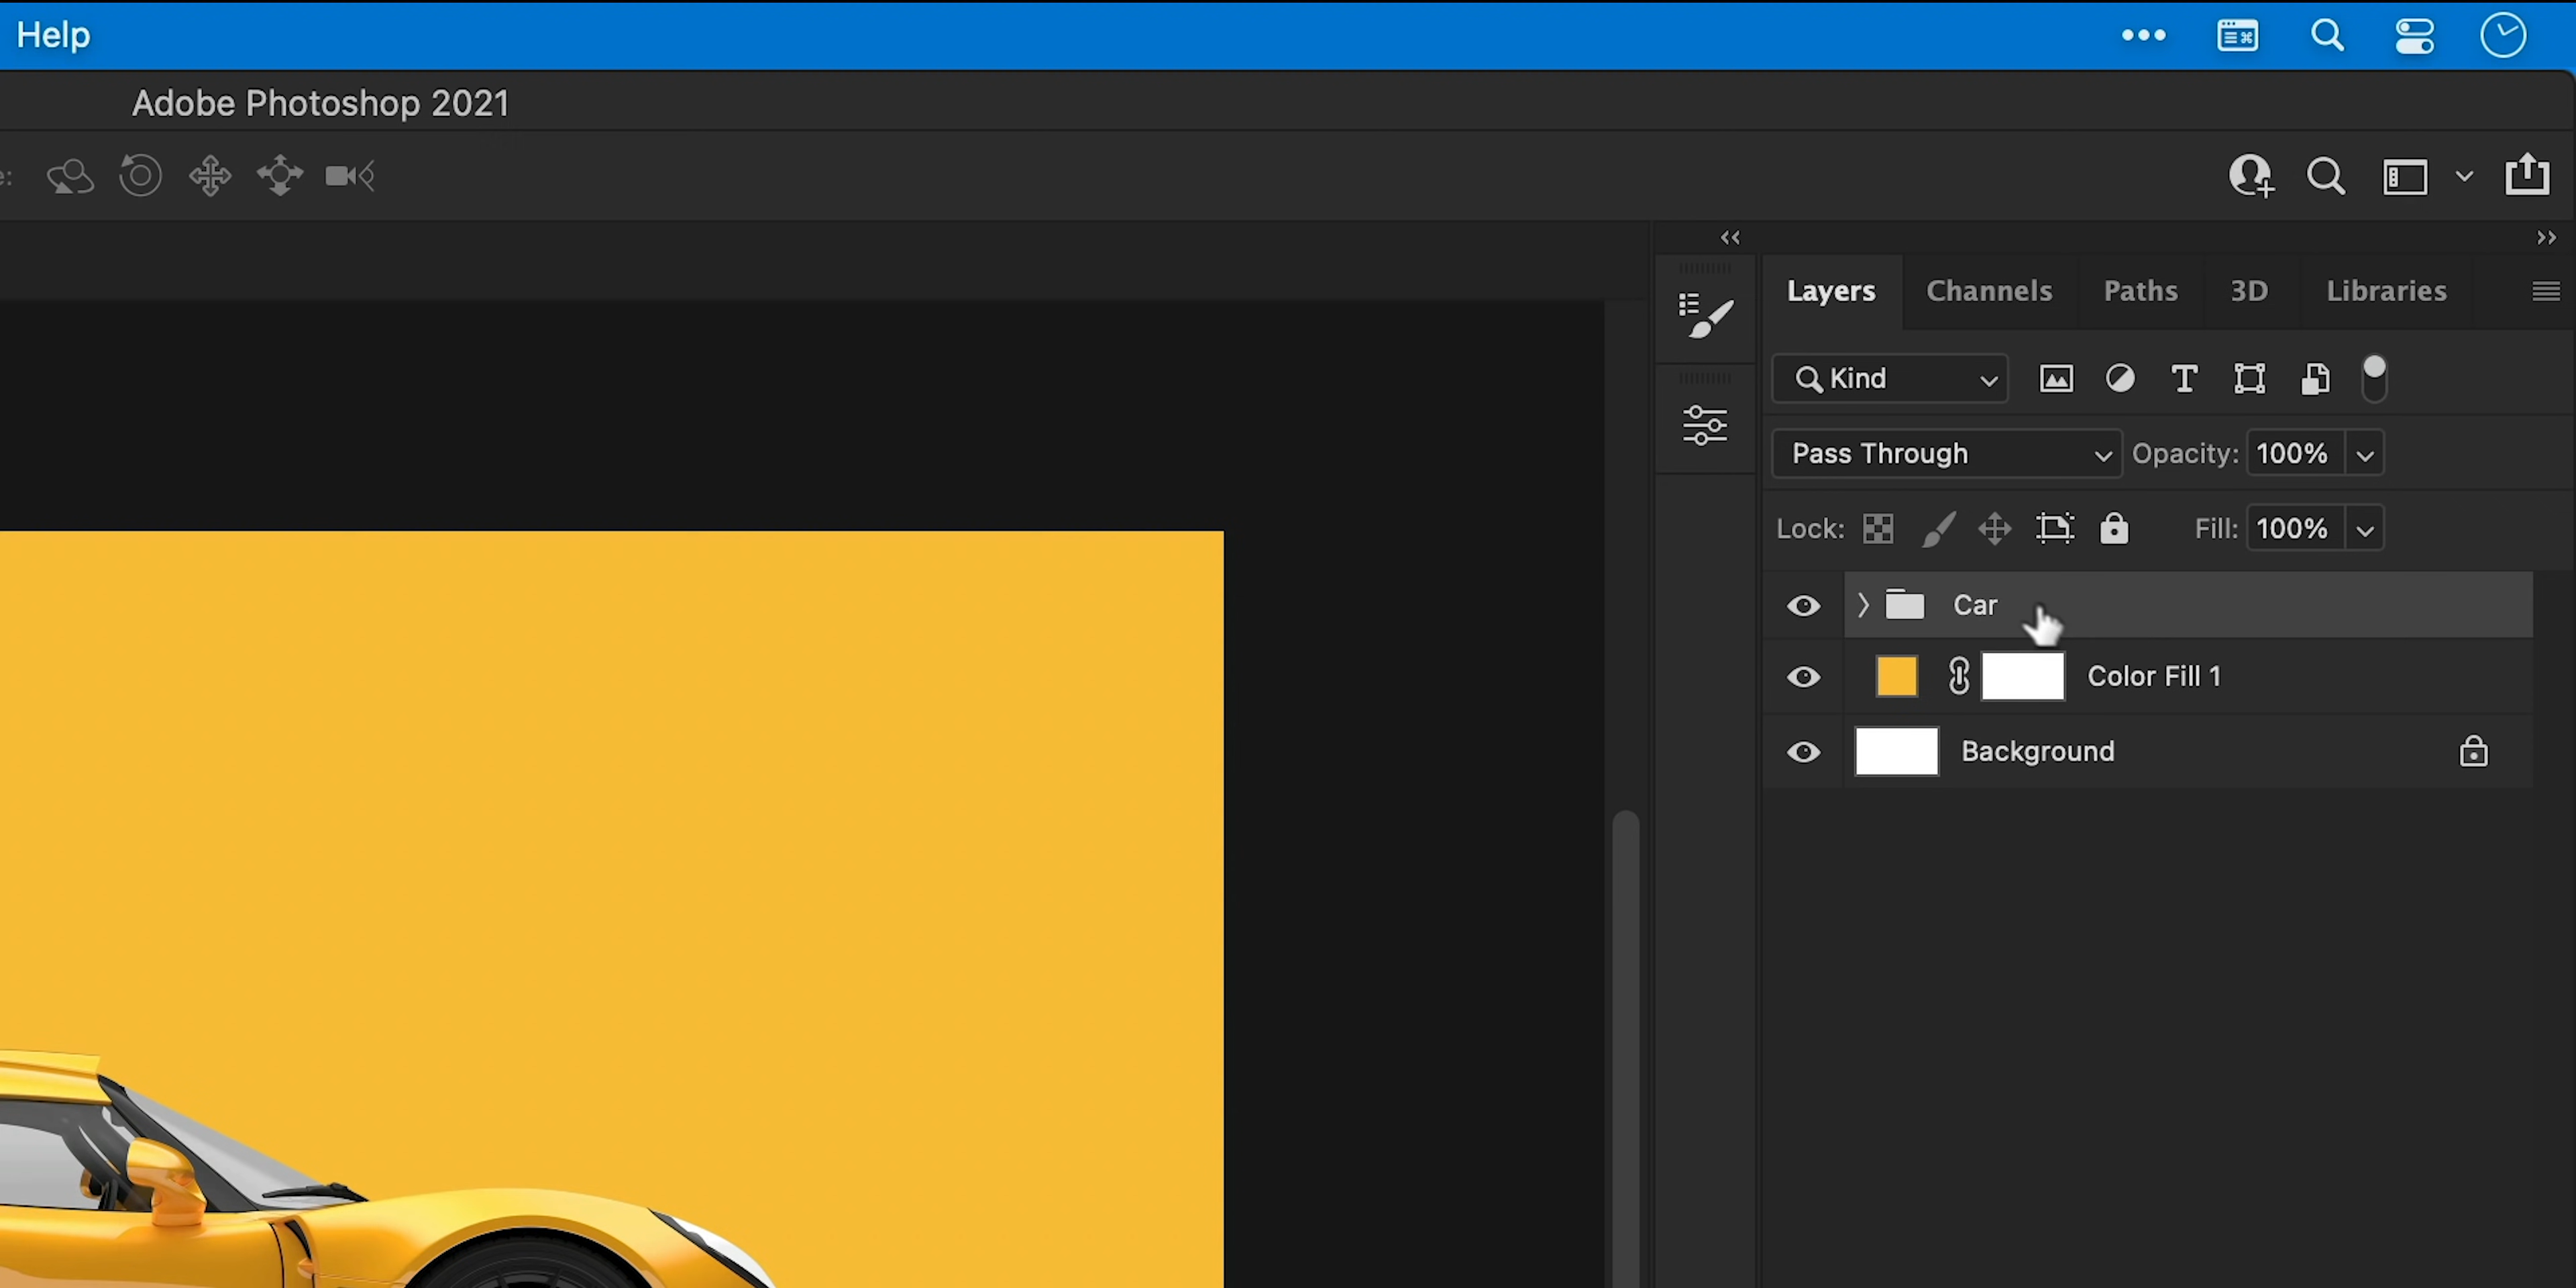 Help
Adobe Photoshop 2021
e:
Layers Channels Paths 3D Libraries
Kind
Pass Through Opacity: 100%
Lock: Fill: 100%
Car
Color Fill 1
Background